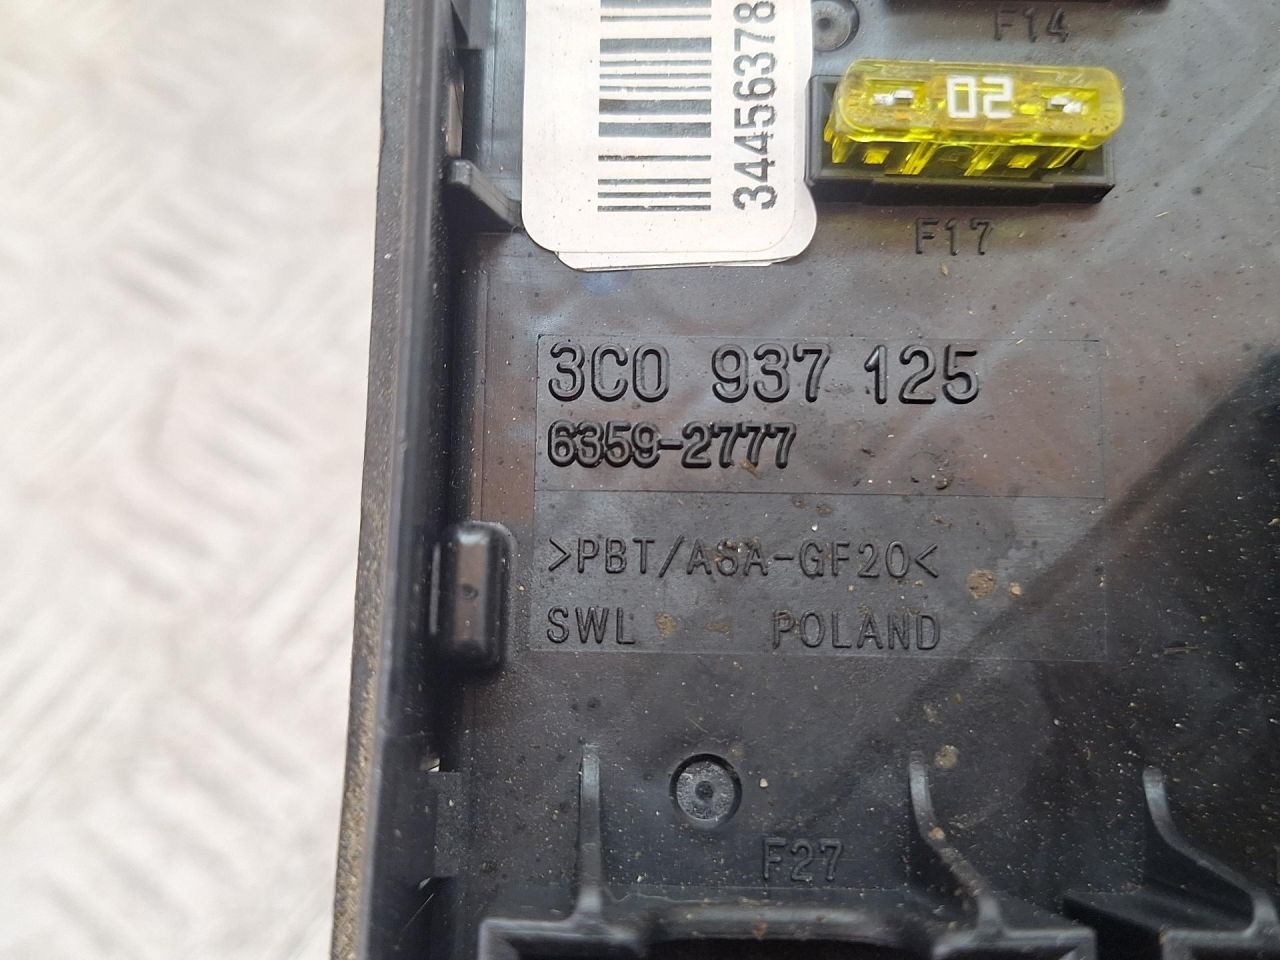 F14
34456378
20
F17
3C0 937 125
6359-2777
>PBT/ASA-GF20<
SWL POLAND
F27